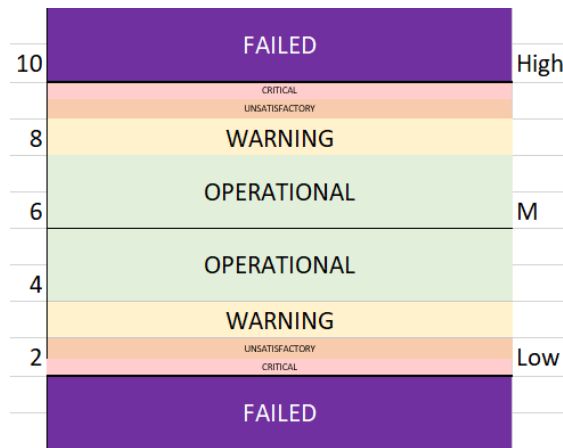 FAILED
10 High
CRITICAL
UNSATISFACTORY
8 WARNING
OPERATIONAL
6 M
OPERATIONAL
4
WARNING
UNSATISFACTORY
2 Low
CRITICAL
FAILED